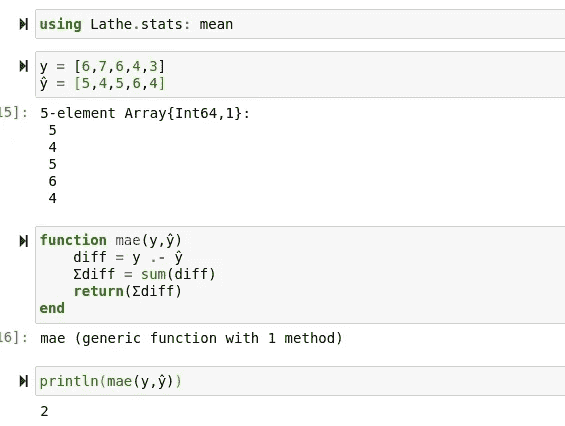 using Lathe.stats: mean
y = [6,7,6,4,3]
ŷ = [5,4,5,6,4]
15]:
5-element Array{Int64,1}:
5
4
5
6
4
function mae(y,ŷ)
diff = y .- ŷ
Σdiff = sum(diff)
return(Σdiff)
end
16]:
mae (generic function with 1 method)
println(mae(y,ŷ))
2